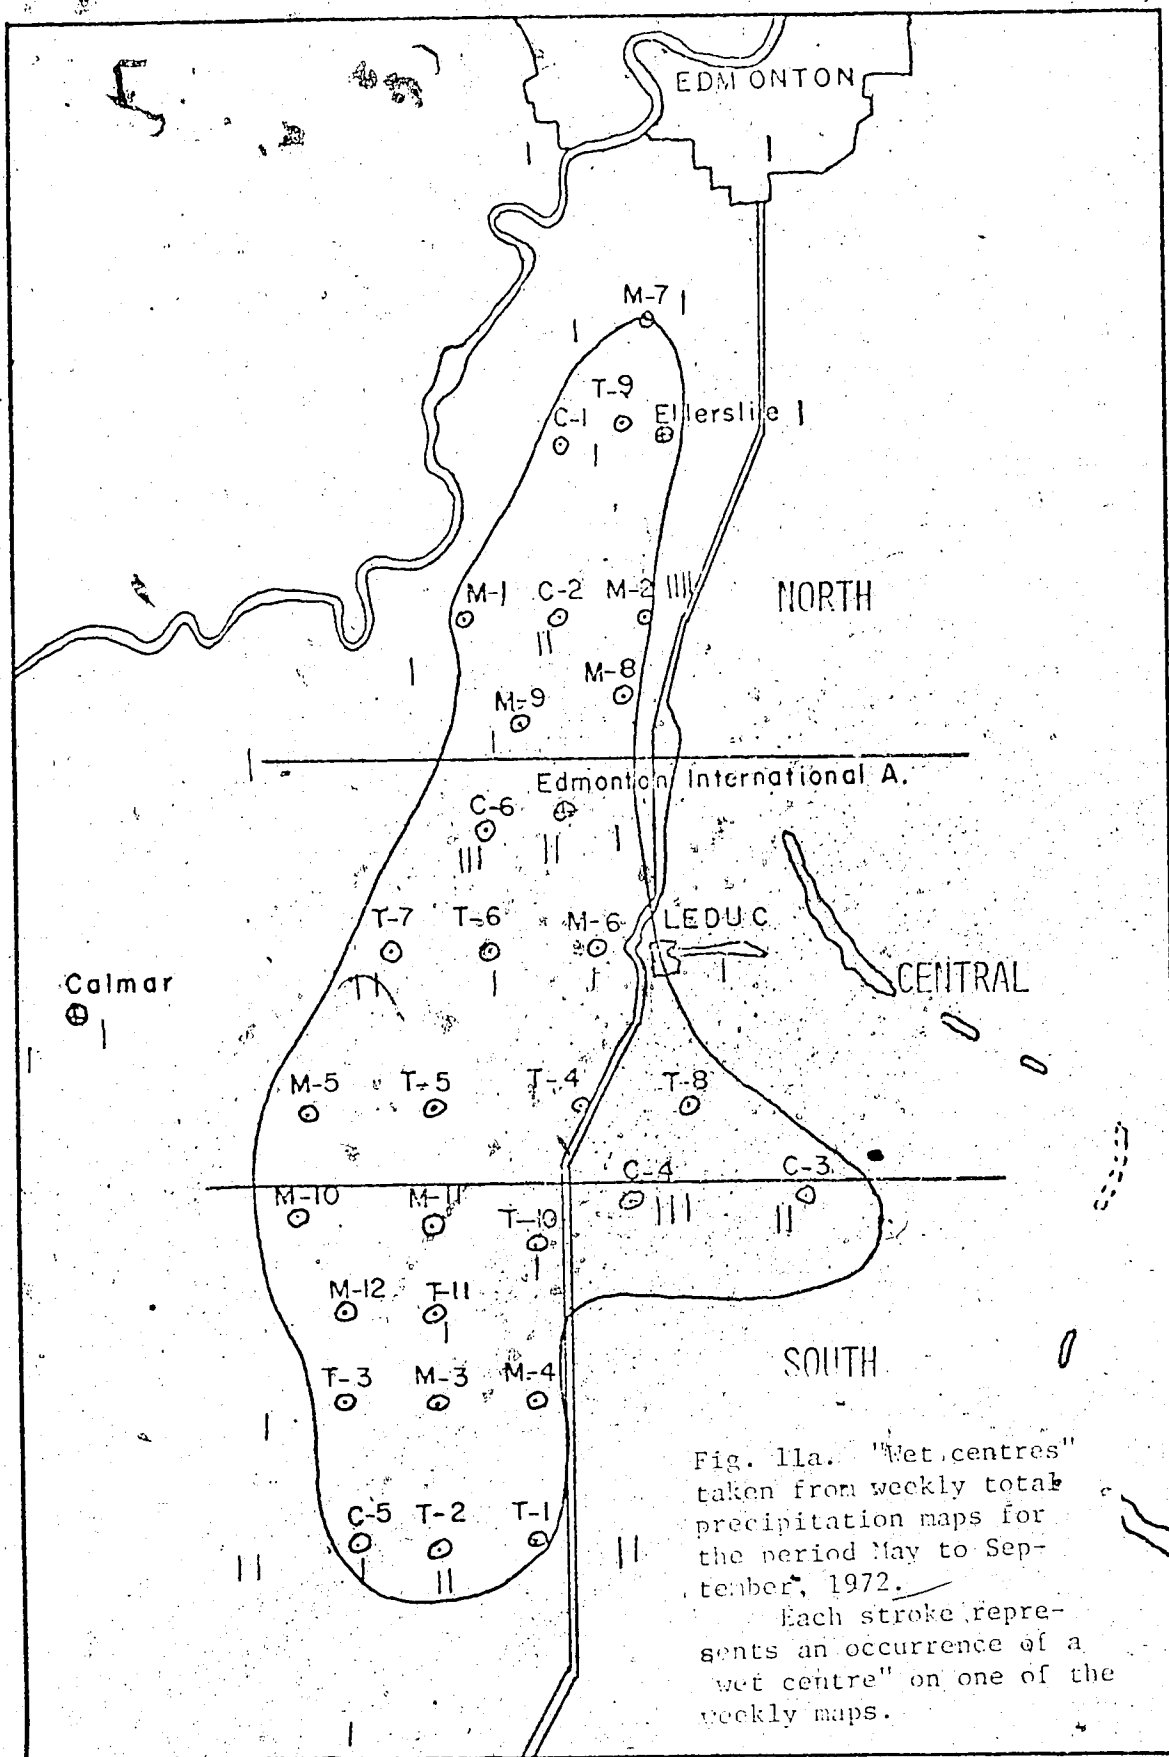 EDMONTON
M-7
T-9
C-1
Ellerslie
M-1
C-2
M-2
NORTH
M-8
M-9
Edmonton International A.
C-6
T-7
T-6
M-6
LEDUC
Calmar
CENTRAL
M-5
T-5
T-4
T-8
C-4
C-3
M-10
M-11
T-10
M-12
T-11
SOUTH
T-3
M-3
M-4
C-5
T-2
T-1
Fig. 11a. "Wet centres"
taken from weekly total
precipitation maps for
the period May to Sep-
tember, 1972.
Each stroke repre-
sents an occurrence of a
wet centre" on one of the
weekly maps.